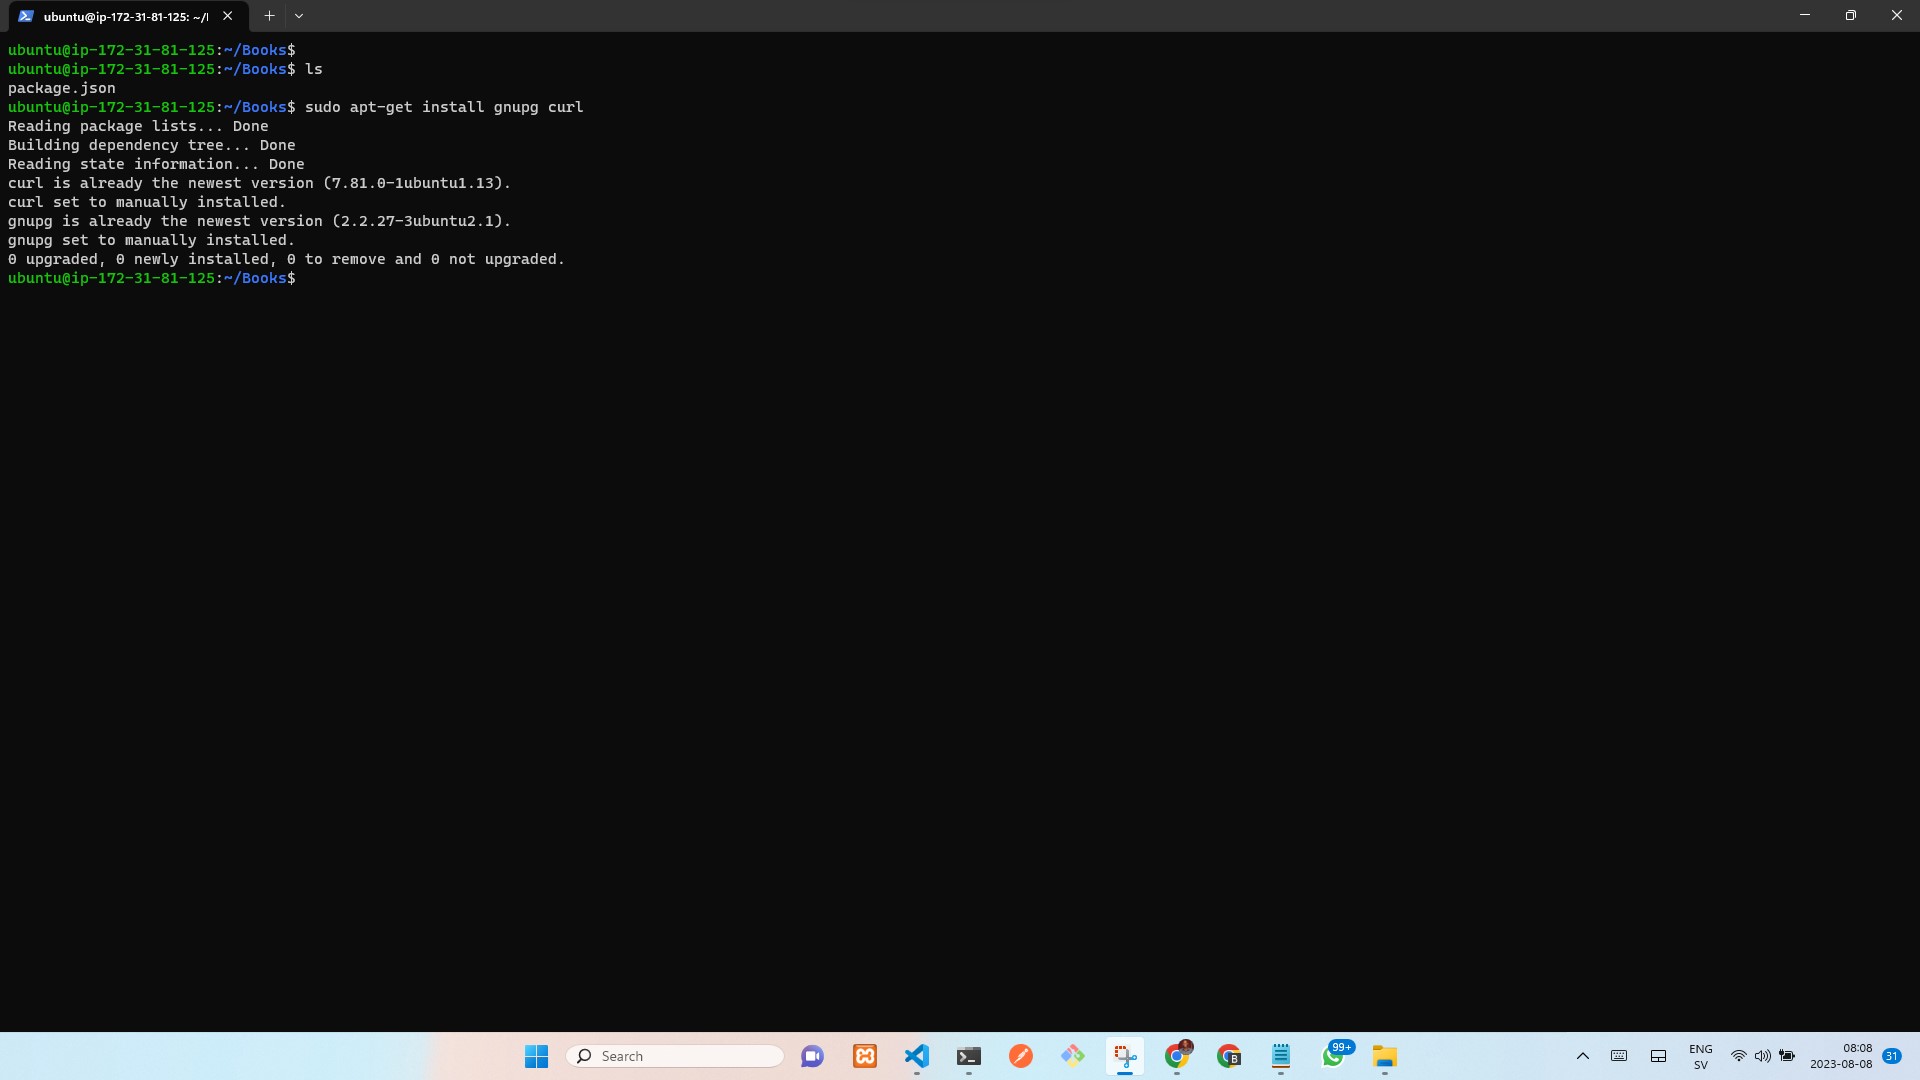 ubuntu@ip-172-31-81-125: ~/
ubuntu@ip-172-31-81-125:~/Books$
ubuntu@ip-172-31-81-125:~/Books$ ls
package.json
ubuntu@ip-172-31-81-125:~/Books$ sudo apt-get install gnupg curl
Reading package lists... Done
Building dependency tree... Done
Reading state information... Done
curl is already the newest version (7.81.0-1ubuntu1.13).
curl set to manually installed.
gnupg is already the newest version (2.2.27-3ubuntu2.1).
gnupg set to manually installed.
0 upgraded, 0 newly installed, 0 to remove and 0 not upgraded.
ubuntu@ip-172-31-81-125:~/Books$
Search
B
99+
ENG
SV
08:08
2023-08-08
31